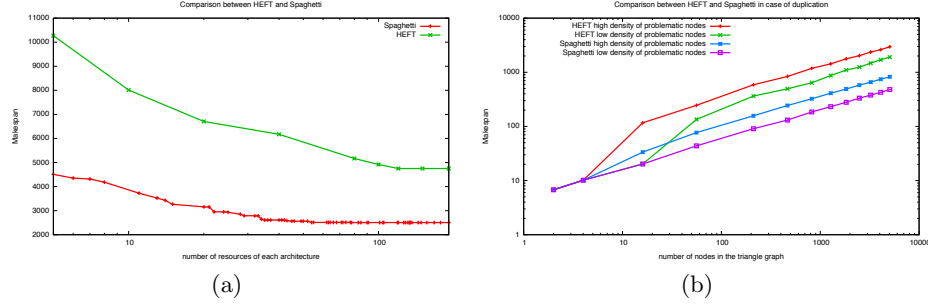 Comparison between HEFT and Spaghetti
Spaghetti
HEFT
11000
10000
9000
8000
7000
6000
5000
4000
3000
2000
Makespan
10
100
number of resources of each architecture
(a)
Comparison between HEFT and Spaghetti in case of duplication
HEFT high density of problematic nodes
HEFT low density of problematic nodes
Spaghetti high density of problematic nodes
Spaghetti low density of problematic nodes
10000
1000
100
10
1
Makespan
1
10
100
1000
10000
number of nodes in the triangle graph
(b)